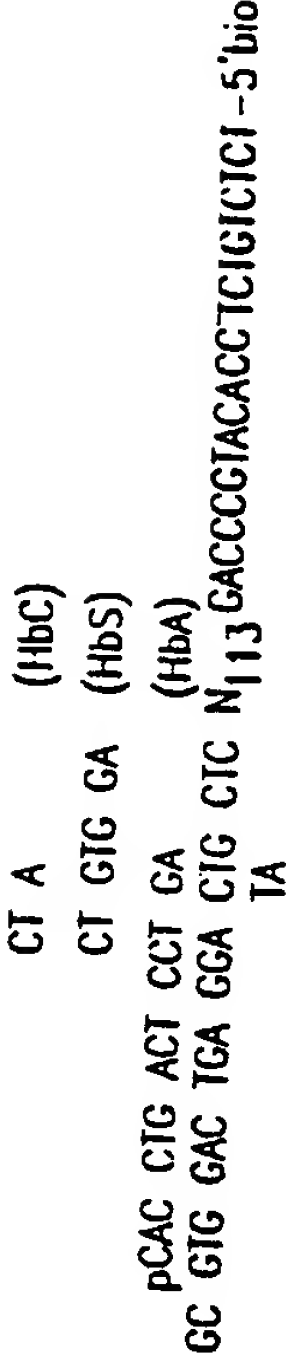 CT A (HbC)
CT GTG GA (HbS)
pCAC CTG ACT CCT GA (HbA)
GC GTG GAC TGA GGA CTG CTC N113 GACCCGTACACCTCTGTCTCT-5'bio
TA